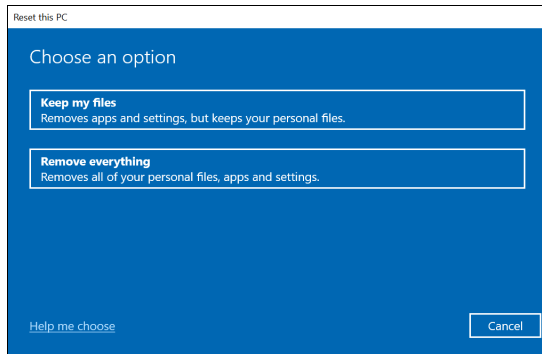 Reset this PC
Choose an option
Keep my files
Removes apps and settings, but keeps your personal files.
Remove everything
Removes all of your personal files, apps and settings.
Help me choose
Cancel